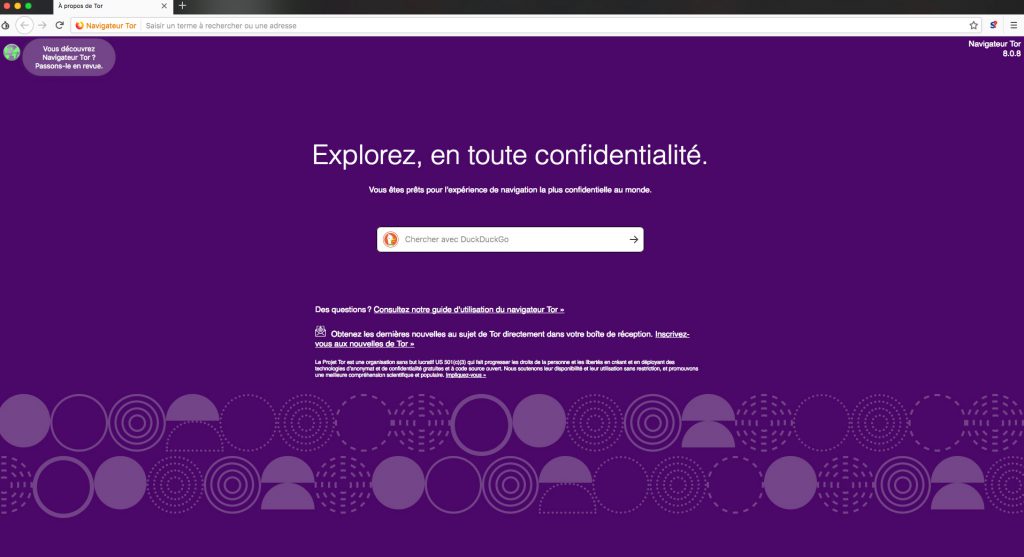 À propos de Tor
Navigateur Tor
Saisir un terme à rechercher ou une adresse
Vous découvrez
Navigateur Tor ?
Passons-le en revue.
Navigateur Tor
8.0.8
Explorez, en toute confidentialité.
Vous êtes prêts pour l'expérience de navigation la plus confidentielle au monde.
Chercher avec DuckDuckGo
Des questions ? Consultez notre guide d'utilisation du navigateur Tor »
Obtenez les dernières nouvelles au sujet de Tor directement dans votre boîte de réception. Inscrivez-
vous aux nouvelles de Tor »
Le Projet Tor est une organisation sans but lucratif US 501(c)(3) qui fait progresser les droits de la personne et les libertés en créant et en déployant des
technologies d'anonymat et de confidentialité gratuites et à code source ouvert. Nous soutenons leur disponibilité et leur utilisation sans restriction, et promouvons
une meilleure compréhension scientifique et populaire. Impliquez-vous »